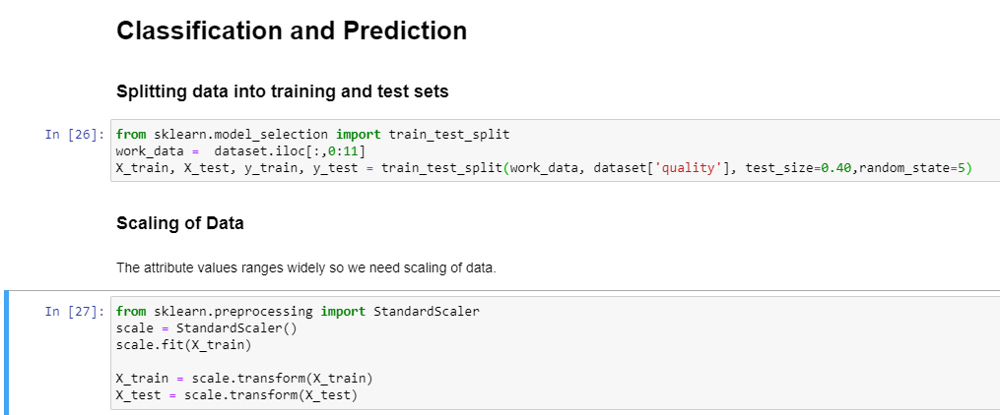 Classification and Prediction
Splitting data into training and test sets
In [26]: from sklearn.model_selection import train_test_split
work_data =  dataset.iloc[:,0:11]
X_train, X_test, y_train, y_test = train_test_split(work_data, dataset['quality'], test_size=0.40,random_state=5)
Scaling of Data
The attribute values ranges widely so we need scaling of data.
In [27]: from sklearn.preprocessing import StandardScaler
scale = StandardScaler()
scale.fit(X_train)
X_train = scale.transform(X_train)
X_test = scale.transform(X_test)